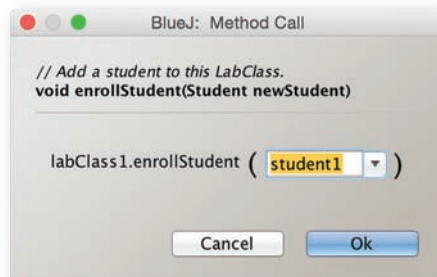 BlueJ: Method Call
// Add a student to this LabClass.
void enrollStudent(Student newStudent)
labClass1.enrollStudent ( student1 )
Cancel Ok